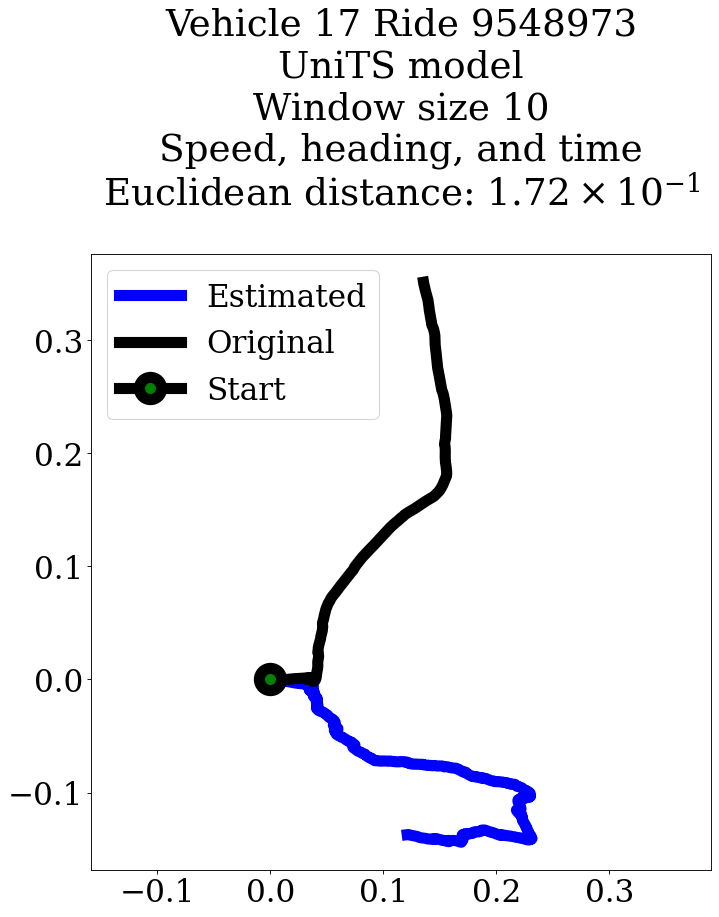 Vehicle 17 Ride 9548973
UniTS model
Window size 10
Speed, heading, and time
Euclidean distance: 1.72 × 10⁻¹
Estimated
Original
Start
0.3
0.2
0.1
0.0
−0.1
−0.1 0.0 0.1 0.2 0.3